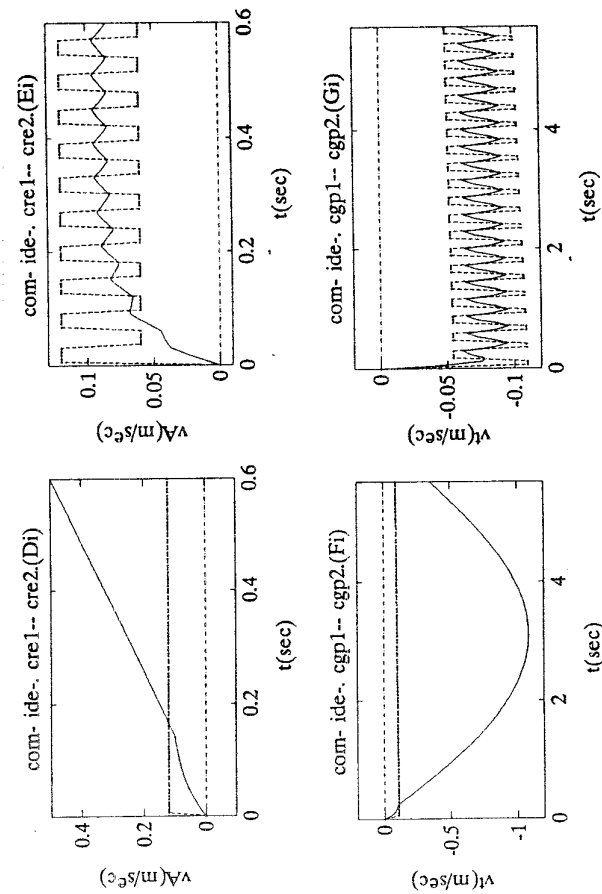 com- ide-. cre1-- cre2.(Di)
0.4
0.2
0
vA(m/sec)
0
0.2
0.4
0.6
t(sec)
com- ide-. cre1-- cre2.(Ei)
0.1
0.05
0
vA(m/sec)
0
0.2
0.4
0.6
t(sec)
com- ide-. cgp1-- cgp2.(Fi)
0
-0.5
-1
vt(m/sec)
0
2
4
t(sec)
com- ide-. cgp1-- cgp2.(Gi)
0
-0.05
-0.1
vt(m/sec)
0
2
4
t(sec)